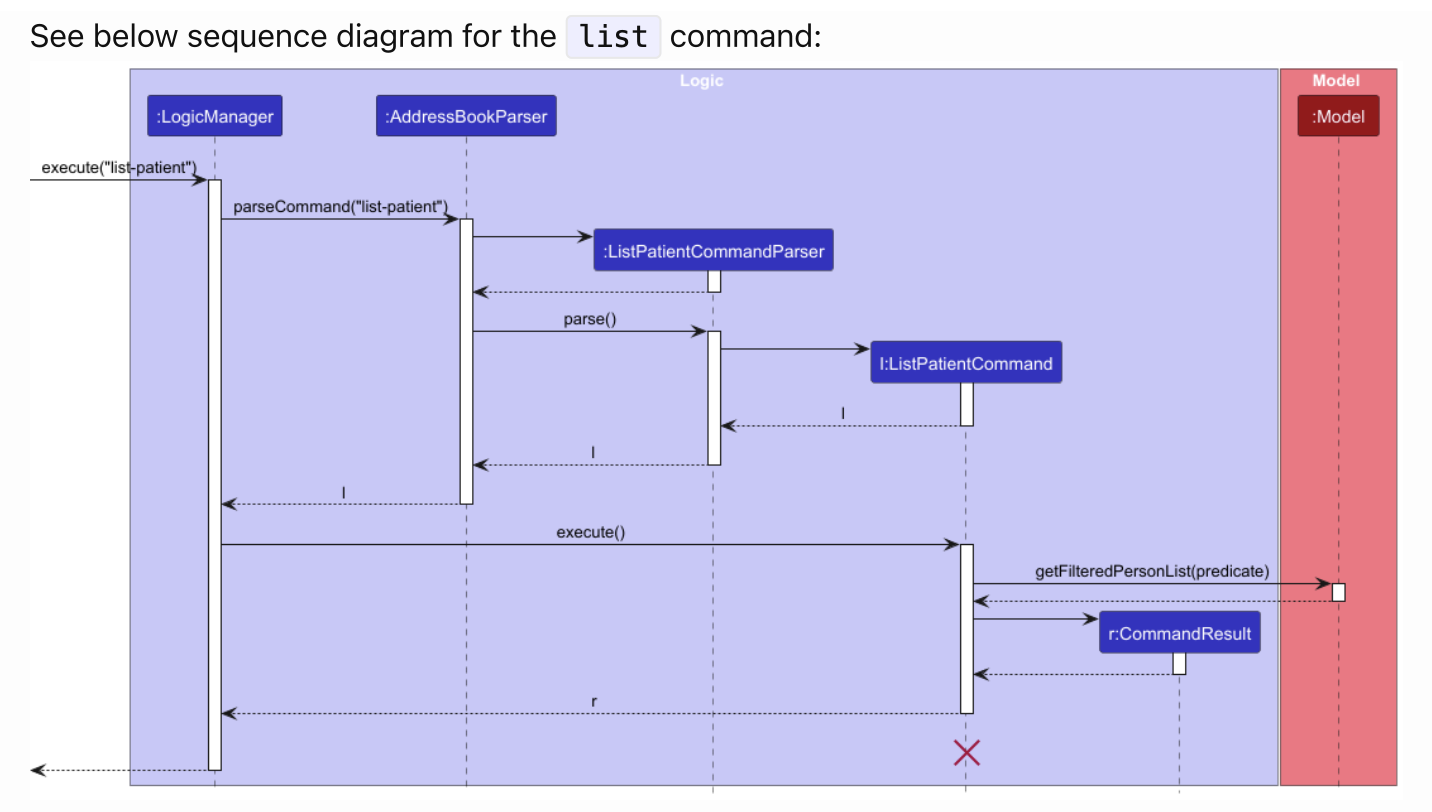 See below sequence diagram for the list command:
Logic
Model
:LogicManager
:AddressBookParser
:Model
execute("list-patient")
parseCommand("list-patient")
:ListPatientCommandParser
parse()
l:ListPatientCommand
l
l
l
execute()
getFilteredPersonList(predicate)
r:CommandResult
r